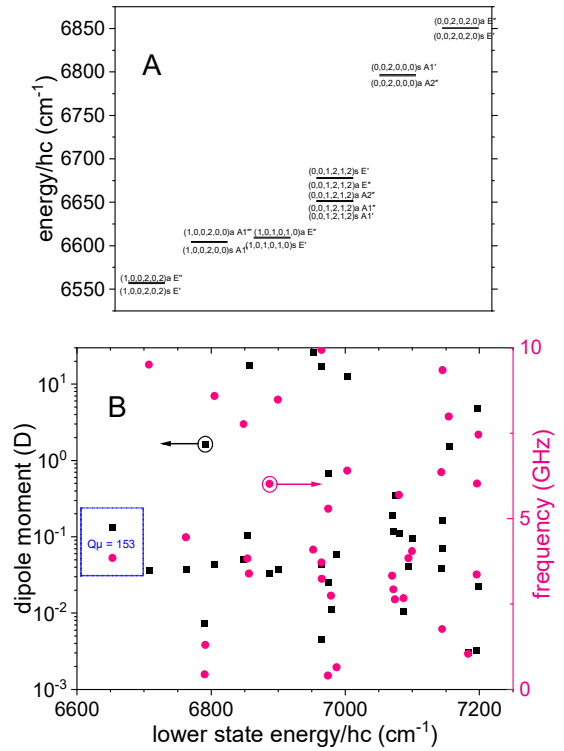 6850
6800
6750
6700
6650
6600
6550
energy/hc (cm⁻¹)
A
(0,0,2,0,2,0)a E"
(0,0,2,0,2,0)s E'
(0,0,2,0,0,0)s A1'
(0,0,2,0,0,0)a A2"
(0,0,1,2,1,2)s E'
(0,0,1,2,1,2)a E"
(0,0,1,2,1,2)a A2"
(0,0,1,2,1,2)a A1"
(0,0,1,2,1,2)s A1'
(1,0,0,2,0,0)a A1"'
(1,0,1,0,1,0)a E"
(1,0,0,2,0,0)s A1'
(1,0,1,0,1,0)s E'
(1,0,0,2,0,2)a E"
(1,0,0,2,0,2)s E'
B
10¹
10⁰
10⁻¹
10⁻²
10⁻³
dipole moment (D)
Qμ = 153
10
5
0
frequency (GHz)
6600 6800 7000 7200
lower state energy/hc (cm⁻¹)